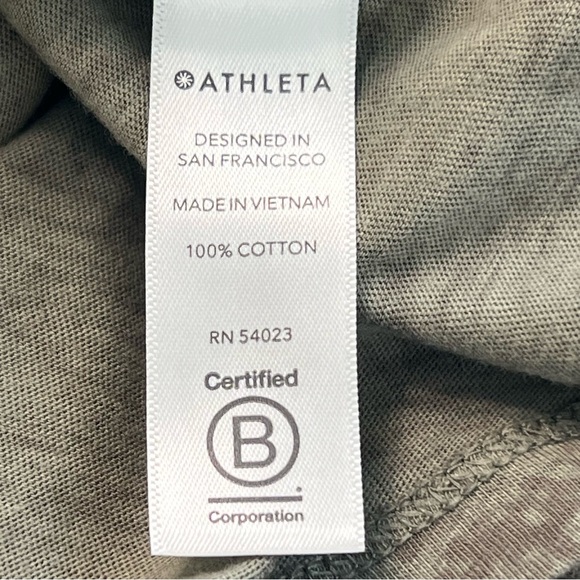 ATHLETA
DESIGNED IN
SAN FRANCISCO
MADE IN VIETNAM
100% COTTON
RN 54023
Certified
B
Corporation